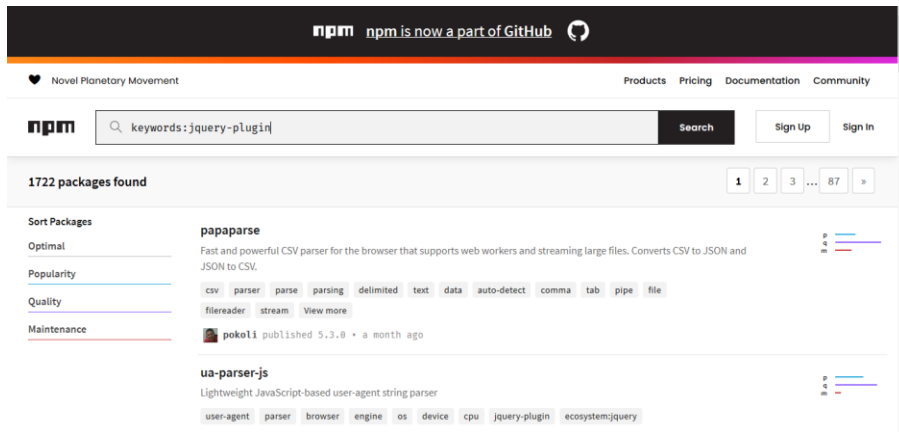 npm npm is now a part of GitHub
Novel Planetary Movement Products Pricing Documentation Community
npm keywords:jquery-plugin Search Sign Up Sign In
1722 packages found 1 2 3 ... 87 »
Sort Packages
Optimal
Popularity
Quality
Maintenance
papaparse
Fast and powerful CSV parser for the browser that supports web workers and streaming large files. Converts CSV to JSON and
JSON to CSV.
csv parser parse parsing delimited text data auto-detect comma tab pipe file
filereader stream View more
pokoli published 5.3.0 • a month ago
p
q
m
ua-parser-js
Lightweight JavaScript-based user-agent string parser
user-agent parser browser engine os device cpu jquery-plugin ecosystem:jquery
p
q
m